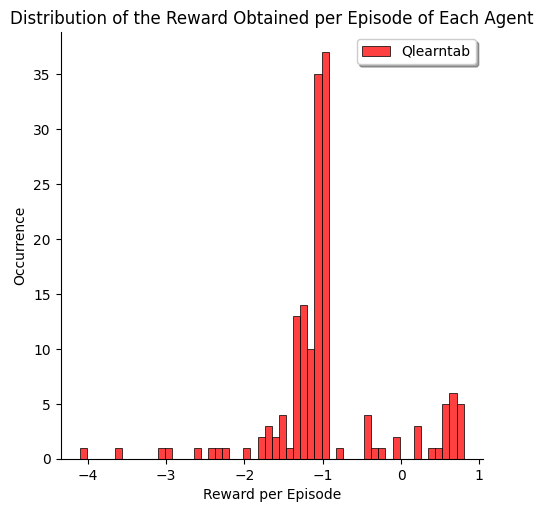 Distribution of the Reward Obtained per Episode of Each Agent
Qlearntab
35
30
25
20
15
10
5
0
Occurrence
−4 −3 −2 −1 0 1
Reward per Episode